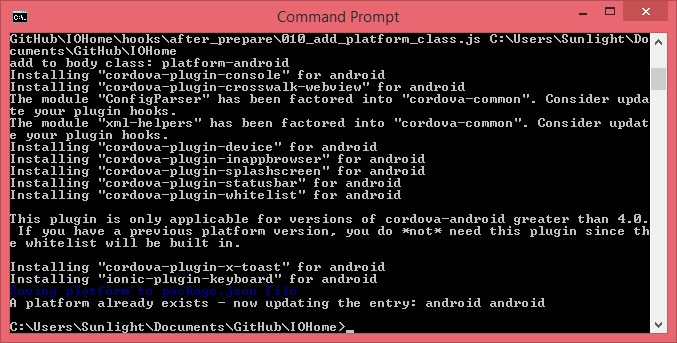 Command Prompt
GitHub\IOHome\hooks\after_prepare\010_add_platform_class.js C:\Users\Sunlight\Do
cuments\GitHub\IOHome
add to body class: platform-android
Installing "cordova-plugin-console" for android
Installing "cordova-plugin-crosswalk-webview" for android
The module "ConfigParser" has been factored into "cordova-common". Consider upda
te your plugin hooks.
The module "xml-helpers" has been factored into "cordova-common". Consider updat
e your plugin hooks.
Installing "cordova-plugin-device" for android
Installing "cordova-plugin-inappbrowser" for android
Installing "cordova-plugin-splashscreen" for android
Installing "cordova-plugin-statusbar" for android
Installing "cordova-plugin-whitelist" for android
This plugin is only applicable for versions of cordova-android greater than 4.0.
If you have a previous platform version, you do *not* need this plugin since th
e whitelist will be built in.
Installing "cordova-plugin-x-toast" for android
Installing "ionic-plugin-keyboard" for android
Saving platform to package.json file
A platform already exists - now updating the entry: android android
C:\Users\Sunlight\Documents\GitHub\IOHome>_